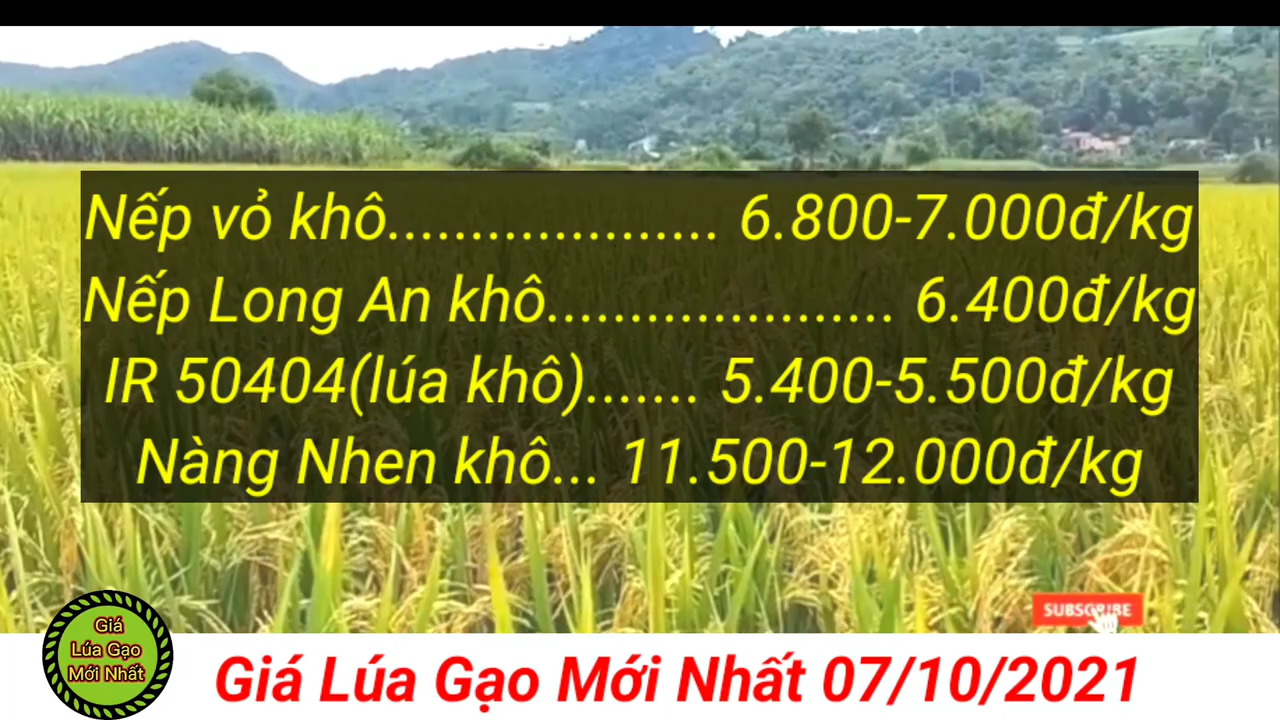 Nếp vỏ khô.................... 6.800-7.000đ/kg
Nếp Long An khô..................... 6.400đ/kg
IR 50404(lúa khô)....... 5.400-5.500đ/kg
Nàng Nhen khô... 11.500-12.000đ/kg
SUBSCRIBE
Giá
Lúa Gạo
Mới Nhất
Giá Lúa Gạo Mới Nhất 07/10/2021